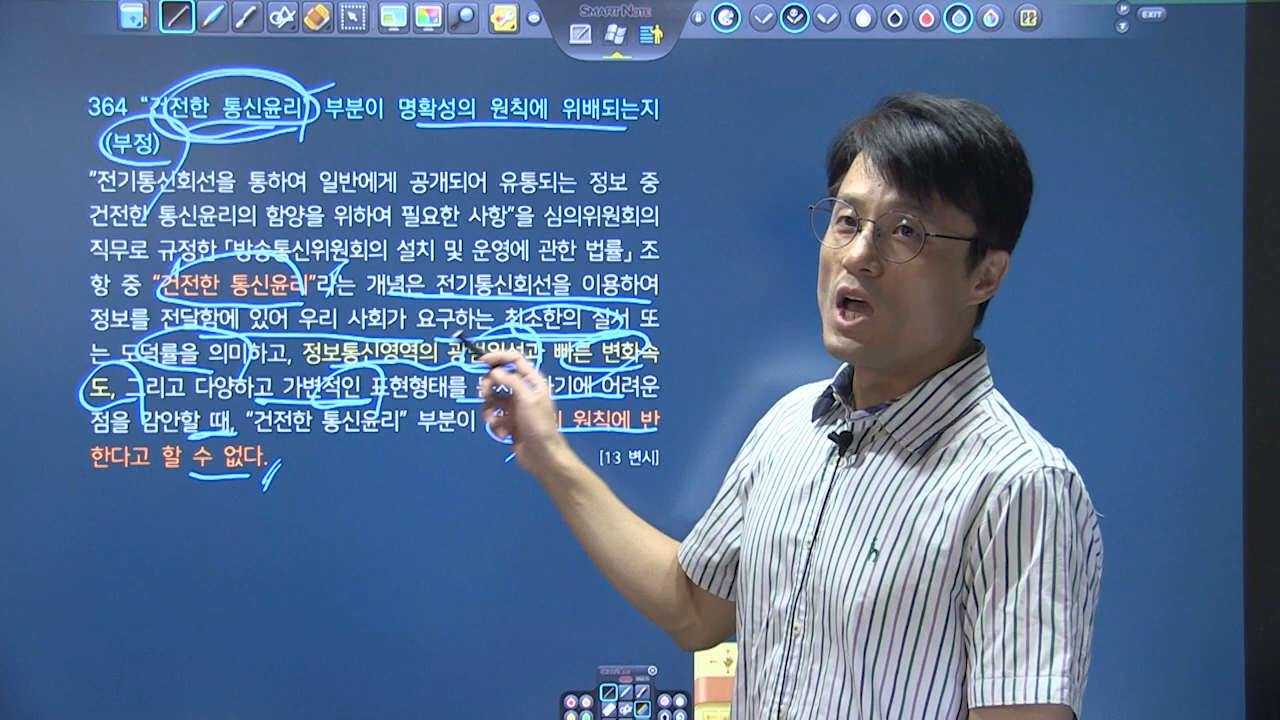 SMART NOTE
EXIT
364 “건전한 통신윤리” 부분이 명확성의 원칙에 위배되는지
(부정)
“전기통신회선을 통하여 일반에게 공개되어 유통되는 정보 중
건전한 통신윤리의 함양을 위하여 필요한 사항”을 심의위원회의
직무로 규정한 「방송통신위원회의 설치 및 운영에 관한 법률」 조
항 중 “건전한 통신윤리”라는 개념은 전기통신회선을 이용하여
정보를 전달함에 있어 우리 사회가 요구하는 최소한의 질서 또
는 도덕률을 의미하고, 정보통신영역의 빠른 변화속
도, 그리고 다양하고 가변적인 표현형태를 어려운
점을 감안할 때, “건전한 통신윤리” 부분이 원칙에 반
한다고 할 수 없다.
[13 변시]